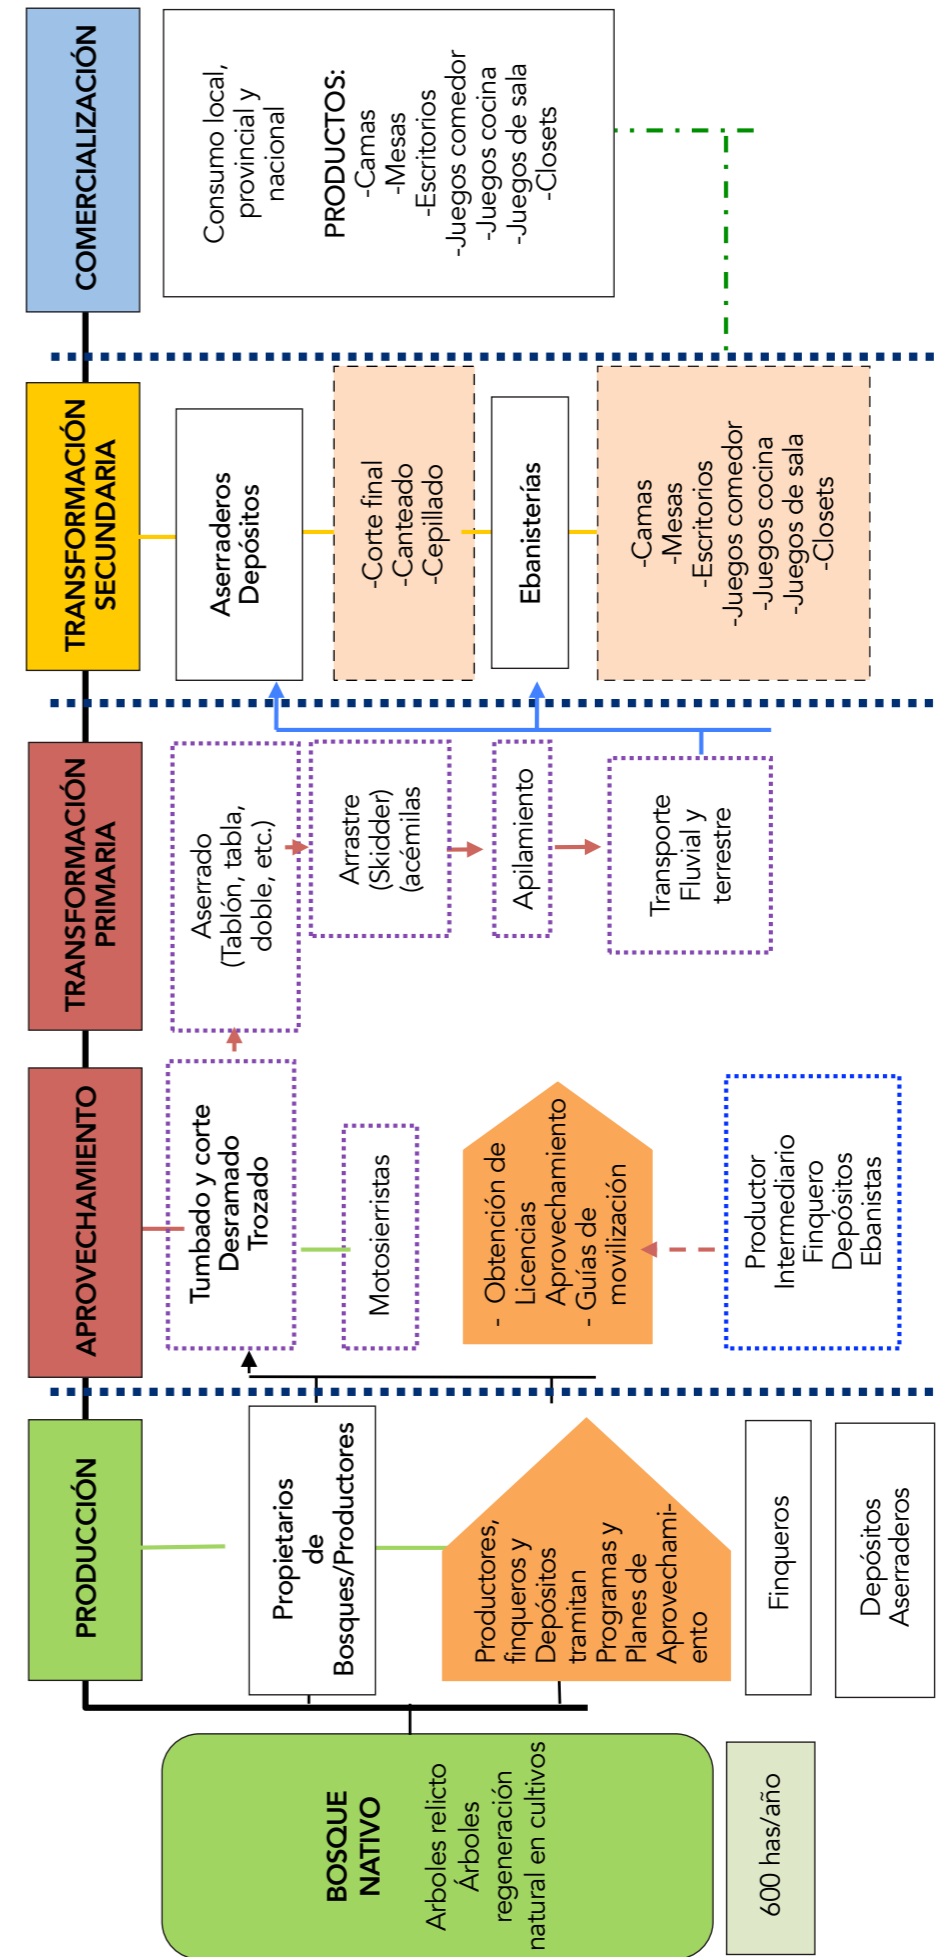 BOSQUE
NATIVO
Arboles relicto
Árboles
regeneración
natural en cultivos
600 has/año
PRODUCCIÓN
Propietarios
de
Bosques/Productores
Productores,
finqueros y
Depósitos
tramitan
Programas y
Planes de
Aprovechami-
ento
Finqueros
Depósitos
Aserraderos
APROVECHAMIENTO
Tumbado y corte
Desramado
Trozado
Motosierristas
- Obtención de
Licencias
Aprovechamiento
- Guías de
movilización
Productor
Intermediario
Finquero
Depósitos
Ebanistas
TRANSFORMACIÓN
PRIMARIA
Aserrado
(Tablón, tabla,
doble, etc.)
Arrastre
(Skidder)
(acémilas
Apilamiento
Transporte
Fluvial y
terrestre
TRANSFORMACIÓN
SECUNDARIA
Aserraderos
Depósitos
-Corte final
-Canteado
-Cepillado
Ebanisterías
-Camas
-Mesas
-Escritorios
-Juegos comedor
-Juegos cocina
-Juegos de sala
-Closets
COMERCIALIZACIÓN
Consumo local,
provincial y
nacional
PRODUCTOS:
-Camas
-Mesas
-Escritorios
-Juegos comedor
-Juegos cocina
-Juegos de sala
-Closets